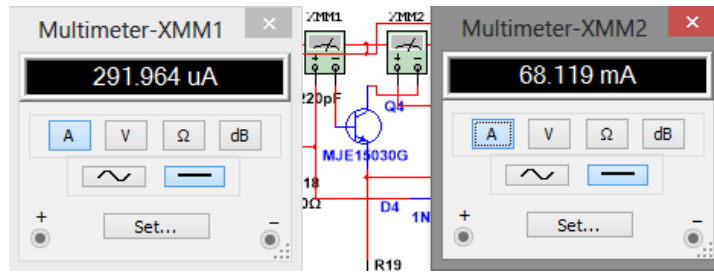 Multimeter-XMM1
×
291.964 uA
A
V
Ω
dB
+
Set...
−
XMM1
XMM2
+
−
+
−
220pF
Q4
MJE15030G
18
0Ω
D4
1N
R19
Multimeter-XMM2
×
68.119 mA
A
V
Ω
dB
+
Set...
−